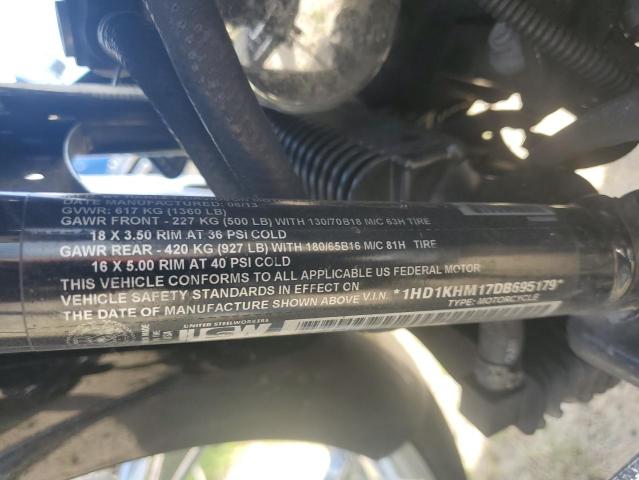 DATE MANUFACTURED 06/13
GVWR: 617 KG (1360 LB)
GAWR FRONT - 227 KG (500 LB) WITH 130/70B18 M/C 63H TIRE
18 X 3.50 RIM AT 36 PSI COLD
GAWR REAR - 420 KG (927 LB) WITH 180/65B16 M/C 81H TIRE
16 X 5.00 RIM AT 40 PSI COLD
THIS VEHICLE CONFORMS TO ALL APPLICABLE US FEDERAL MOTOR
VEHICLE SAFETY STANDARDS IN EFFECT ON
THE DATE OF MANUFACTURE SHOWN ABOVE V.I.N. *1HD1KHM17DB695179*
TYPE: MOTORCYCLE
UNITED STEELWORKERS
MADE